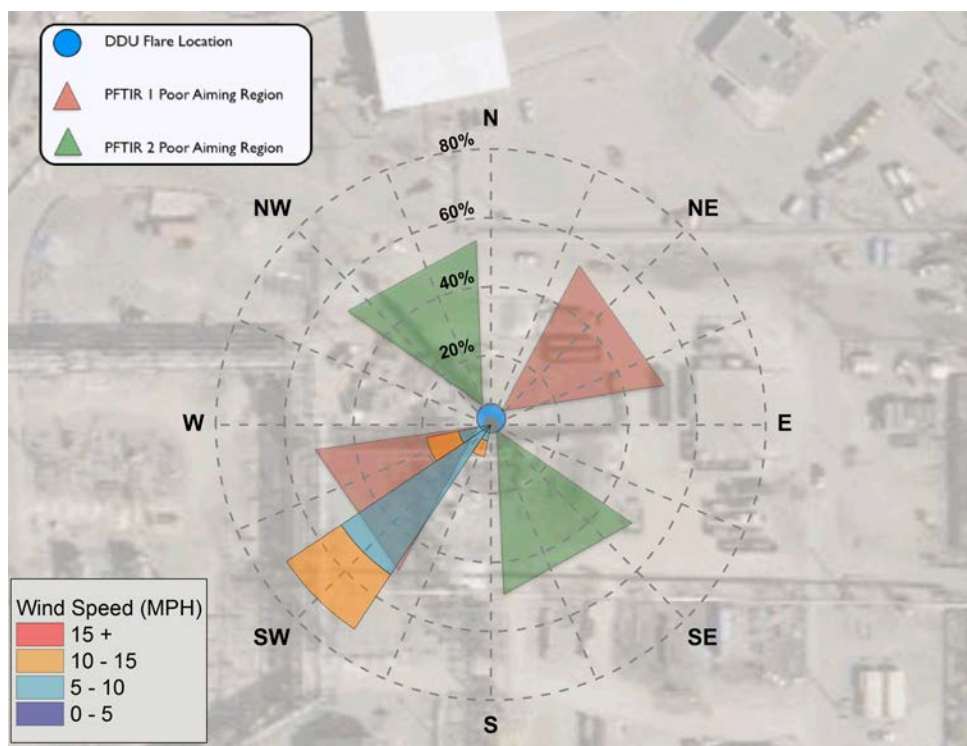 DDU Flare Location
PFTIR 1 Poor Aiming Region
PFTIR 2 Poor Aiming Region
N
80%
NW
NE
60%
40%
20%
W
E
Wind Speed (MPH)
15 +
10 - 15
5 - 10
0 - 5
SW
SE
S